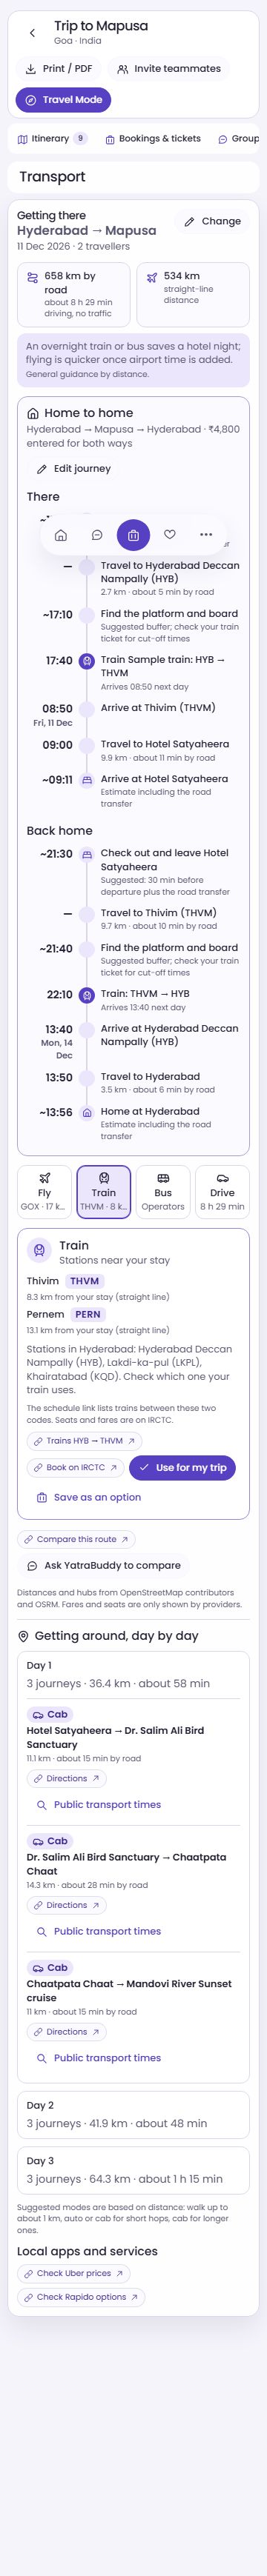 Trip to Mapusa
Goa · India
Print / PDF
Invite teammates
Travel Mode
Itinerary 9
Bookings & tickets
Group
Transport
Getting there
Hyderabad → Mapusa
11 Dec 2026 · 2 travellers
Change
658 km by
road
about 8 h 29 min
driving, no traffic
534 km
straight-line
distance
An overnight train or bus saves a hotel night;
flying is quicker once airport time is added.
General guidance by distance.
Home to home
Hyderabad → Mapusa → Hyderabad · ₹4,800
entered for both ways
Edit journey
There
— Travel to Hyderabad Deccan
Nampally (HYB)
2.7 km · about 5 min by road
~17:10 Find the platform and board
Suggested buffer; check your train
ticket for cut-off times
17:40 Train Sample train: HYB →
THVM
Arrives 08:50 next day
08:50 Arrive at Thivim (THVM)
Fri, 11 Dec
09:00 Travel to Hotel Satyaheera
9.9 km · about 11 min by road
~09:11 Arrive at Hotel Satyaheera
Estimate including the road
transfer
Back home
~21:30 Check out and leave Hotel
Satyaheera
Suggested: 30 min before
departure plus the road transfer
— Travel to Thivim (THVM)
9.7 km · about 10 min by road
~21:40 Find the platform and board
Suggested buffer; check your train
ticket for cut-off times
22:10 Train: THVM → HYB
Arrives 13:40 next day
13:40 Arrive at Hyderabad Deccan
Mon, 14 Nampally (HYB)
Dec
13:50 Travel to Hyderabad
3.5 km · about 6 min by road
~13:56 Home at Hyderabad
Estimate including the road
transfer
Fly
GOX · 17 k...
Train
THVM · 8 k...
Bus
Operators
Drive
8 h 29 min
Train
Stations near your stay
Thivim THVM
8.3 km from your stay (straight line)
Pernem PERN
13.1 km from your stay (straight line)
Stations in Hyderabad: Hyderabad Deccan
Nampally (HYB), Lakdi-ka-pul (LKPL),
Khairatabad (KQD). Check which one your
train uses.
The schedule link lists trains between these two
codes. Seats and fares are on IRCTC.
Trains HYB → THVM
Book on IRCTC
Use for my trip
Save as an option
Compare this route
Ask YatraBuddy to compare
Distances and hubs from OpenStreetMap contributors
and OSRM. Fares and seats are only shown by providers.
Getting around, day by day
Day 1
3 journeys · 36.4 km · about 58 min
Cab
Hotel Satyaheera → Dr. Salim Ali Bird
Sanctuary
11.1 km · about 15 min by road
Directions
Public transport times
Cab
Dr. Salim Ali Bird Sanctuary → Chaatpata
Chaat
14.3 km · about 28 min by road
Directions
Public transport times
Cab
Chaatpata Chaat → Mandovi River Sunset
cruise
11 km · about 15 min by road
Directions
Public transport times
Day 2
3 journeys · 41.9 km · about 48 min
Day 3
3 journeys · 64.3 km · about 1 h 15 min
Suggested modes are based on distance: walk up to
about 1 km, auto or cab for short hops, cab for longer
ones.
Local apps and services
Check Uber prices
Check Rapido options